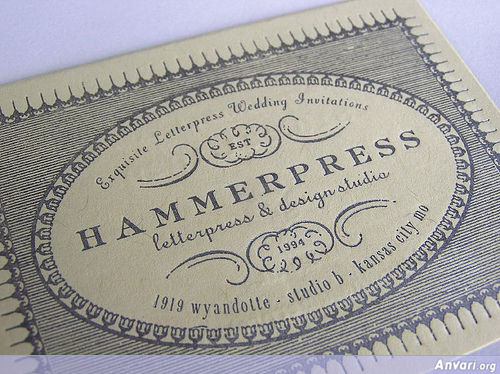 Exquisite Letterpress Wedding Invitations
EST
HAMMERPRESS
letterpress & design studio
1994
1919 wyandotte - studio b - kansas city mo
Anvari.org